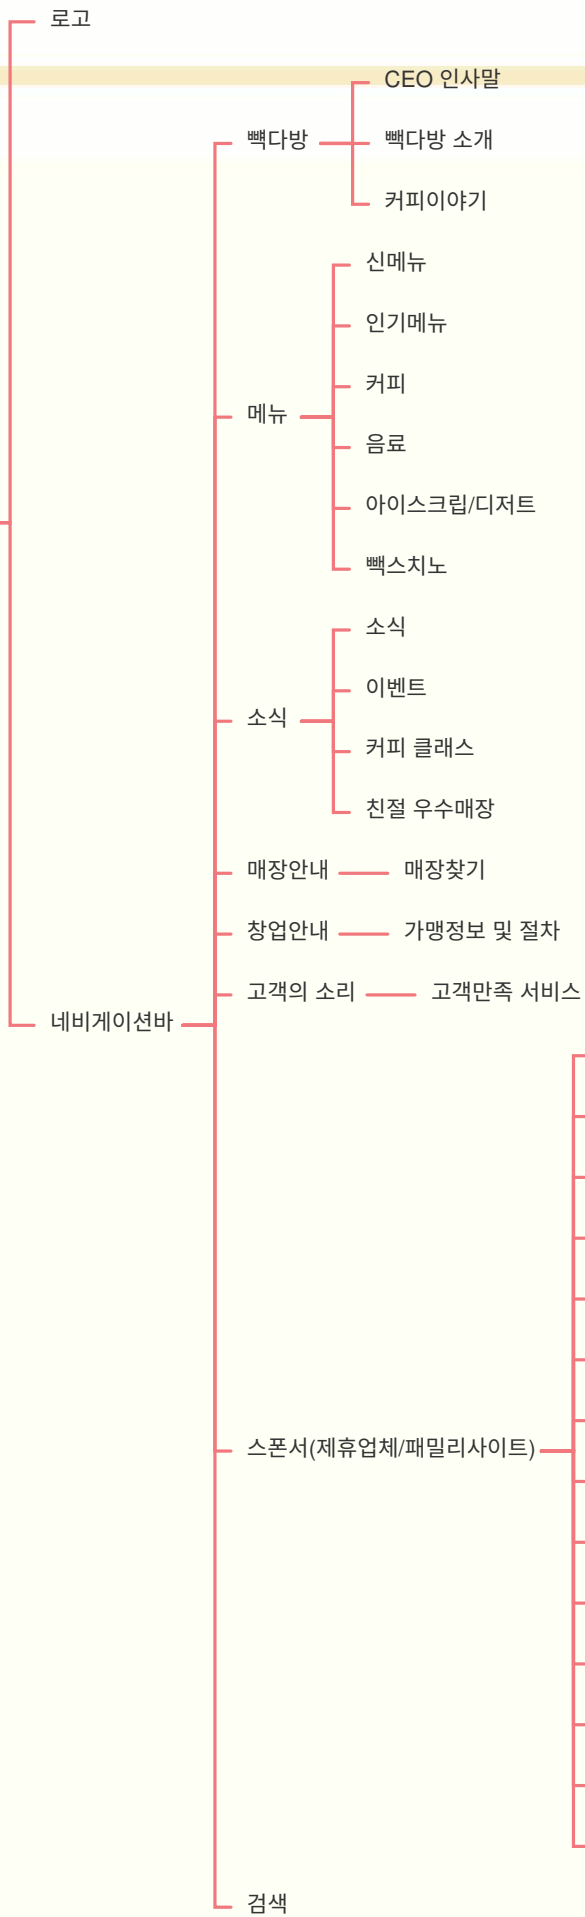 로고
CEO 인사말
빽다방
빽다방 소개
커피이야기
신메뉴
인기메뉴
커피
메뉴
음료
아이스크립/디저트
빽스치노
소식
이벤트
소식
커피 클래스
친절 우수매장
매장안내
매장찾기
창업안내
가맹정보 및 절차
고객의 소리
고객만족 서비스
네비게이션바
스폰서(제휴업체/패밀리사이트)
검색